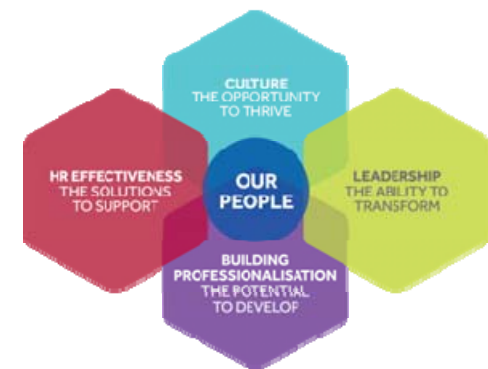 CULTURE
THE OPPORTUNITY
TO THRIVE
HR EFFECTIVENESS
THE SOLUTIONS
TO SUPPORT
OUR
PEOPLE
LEADERSHIP
THE ABILITY TO
TRANSFORM
BUILDING
PROFESSIONALISATION
THE POTENTIAL
TO DEVELOP